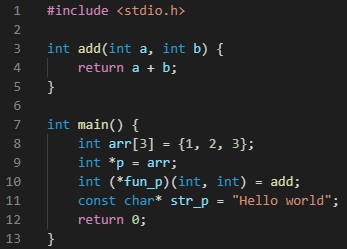 1 #include <stdio.h>
2
3 int add(int a, int b) {
4     return a + b;
5 }
6
7 int main() {
8     int arr[3] = {1, 2, 3};
9     int *p = arr;
10     int (*fun_p)(int, int) = add;
11     const char* str_p = "Hello world";
12     return 0;
13 }